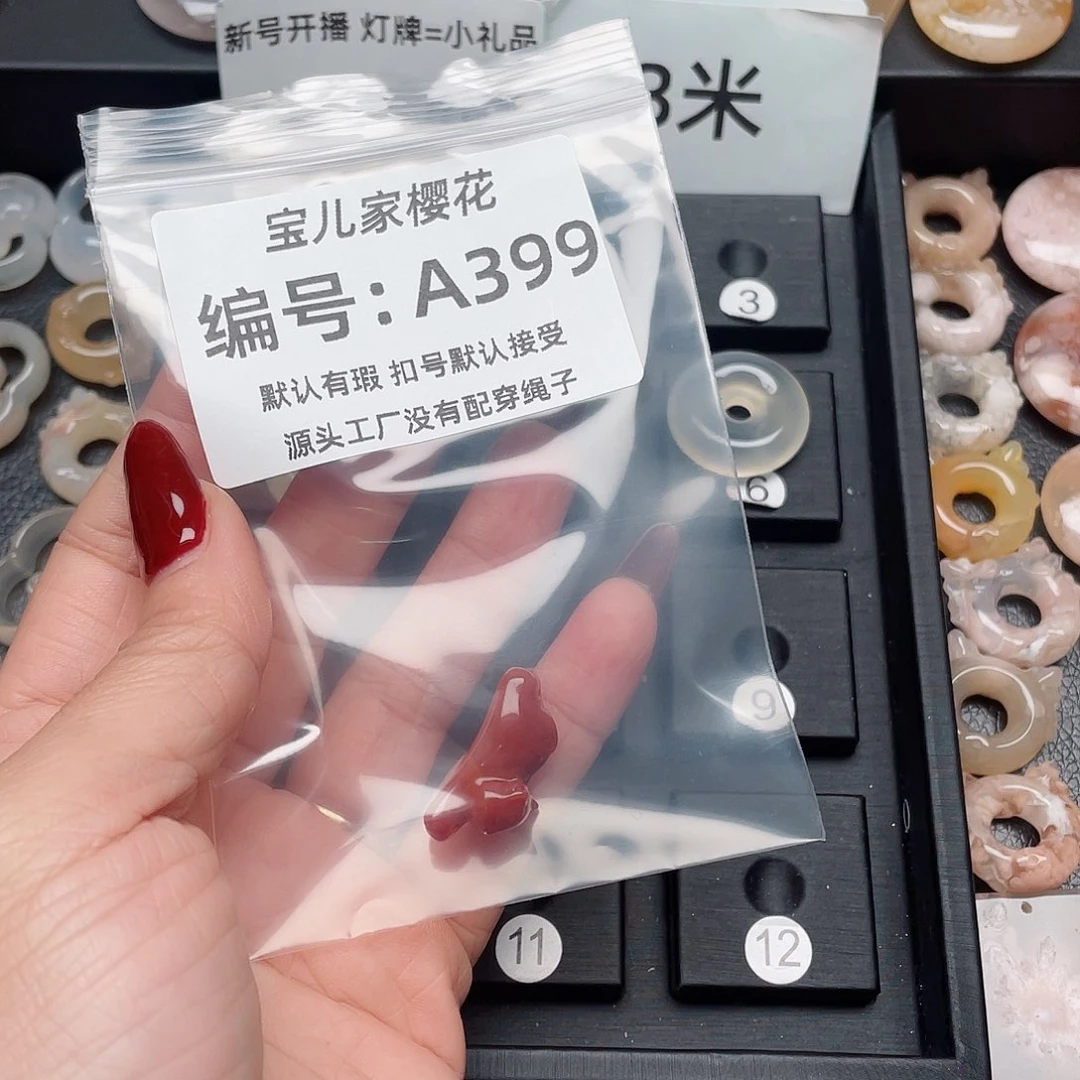 新号开播 灯牌=小礼品
8米
宝儿家樱花
编号:A399
默认有瑕 扣号默认接受
源头工厂没有配穿绳子
3
6
9
11
12